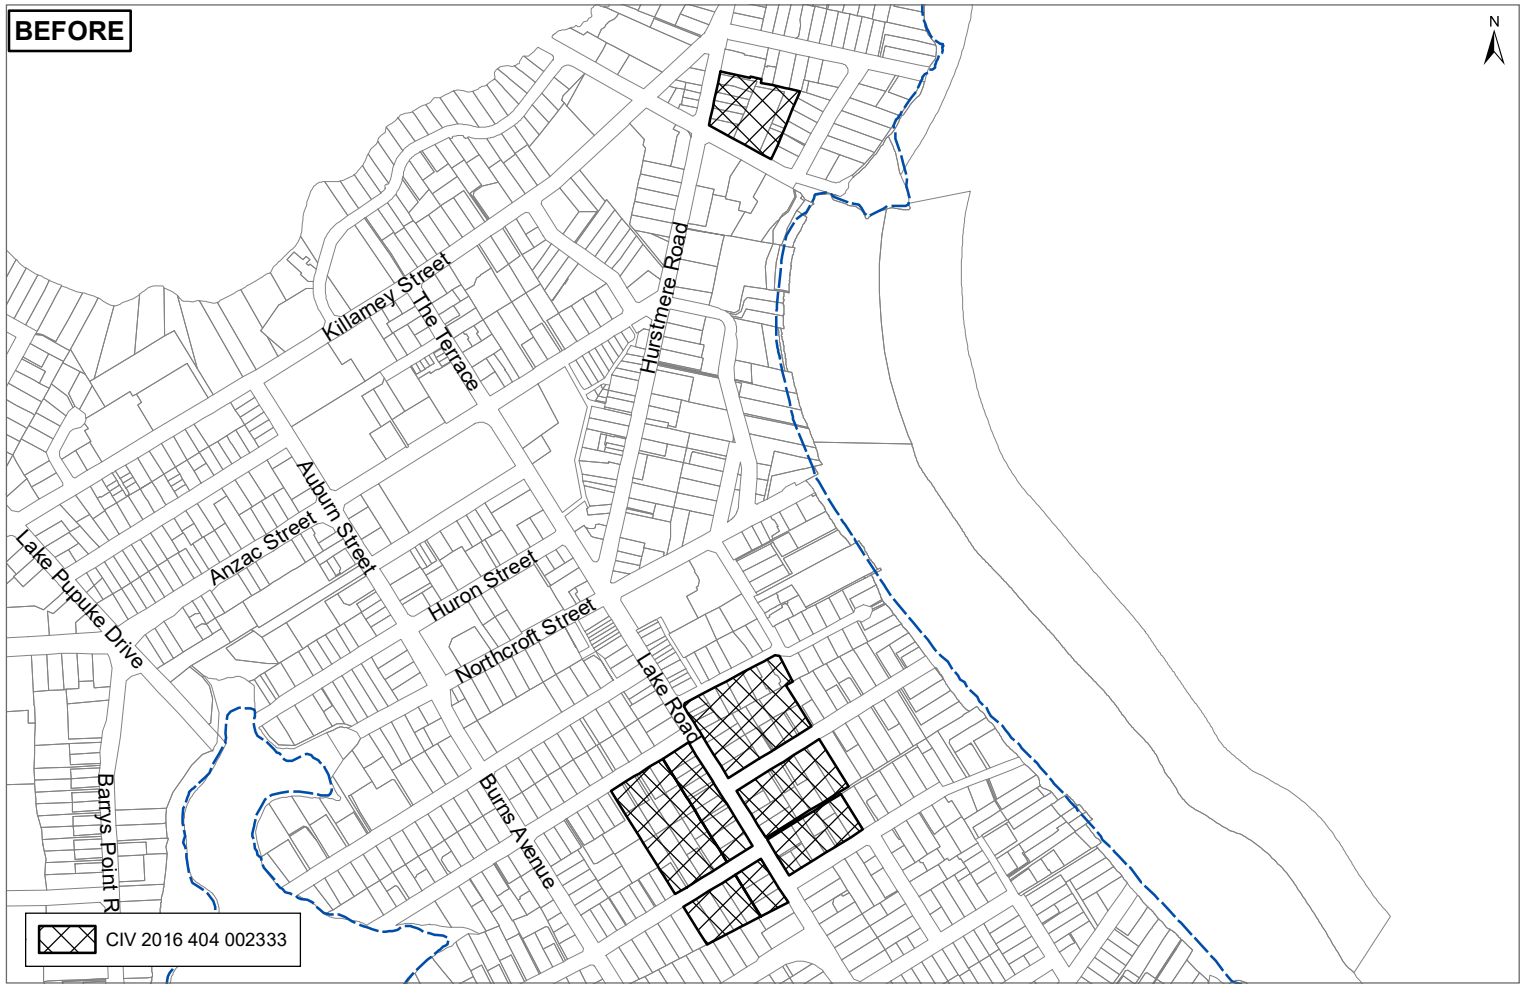 BEFORE
N
Hurstmere Road
Killarney Street
The Terrace
Auburn Street
Anzac Street
Lake Pupuke Drive
Huron Street
Northcroft Street
Lake Road
Burns Avenue
Barrys Point R
CIV 2016 404 002333